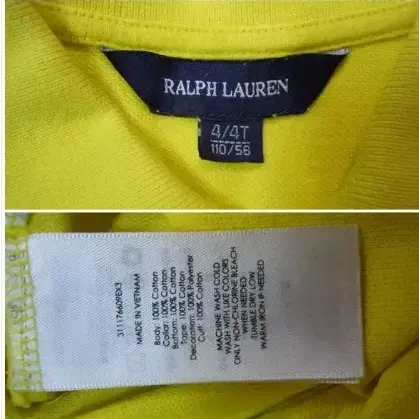 RALPH LAUREN
4/4T
110/56
311176609EX3
MADE IN VIETNAM
Body: 100% Cotton
Collar: 100% Cotton
Bottom: 100% Cotton
Tape: 100% Cotton
Decoration: 100% Polyester
Cuff: 100% Cotton
MACHINE WASH COLD
WASH WITH LIKE COLORS
ONLY NON-CHLORINE BLEACH
WHEN NEEDED
TUMBLE DRY LOW
WARM IRON IF NEEDED